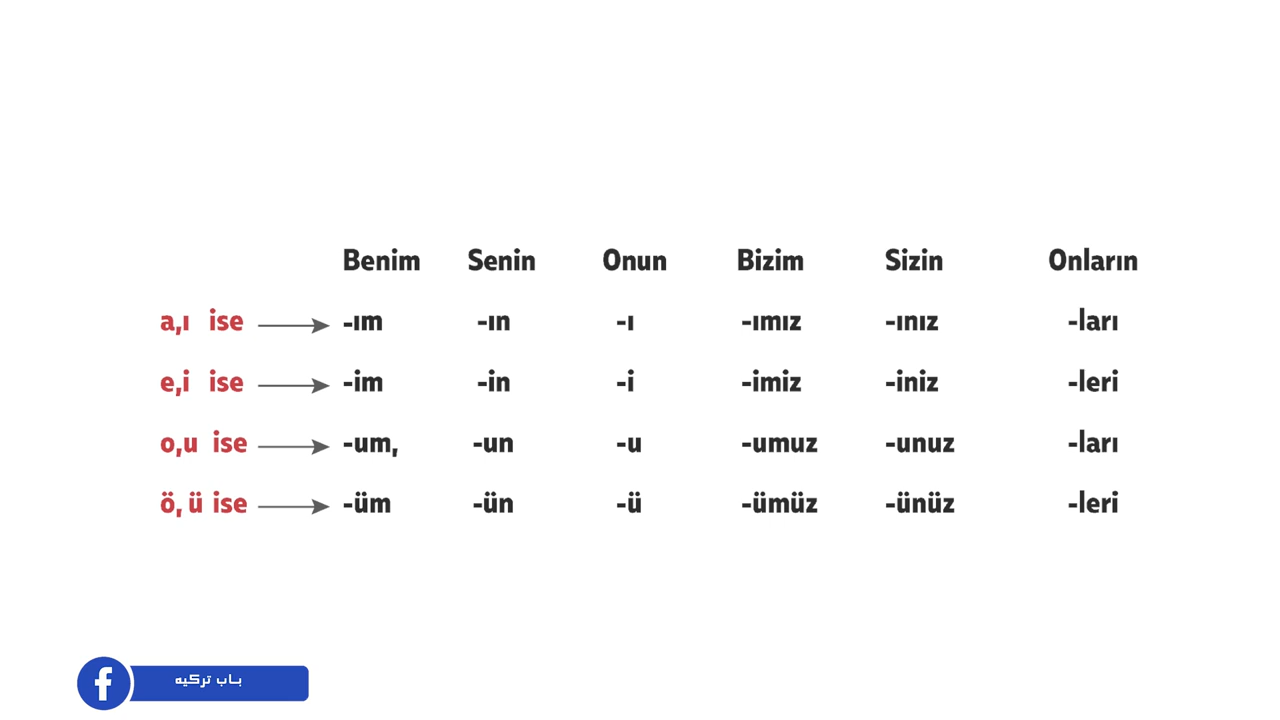 Benim Senin Onun Bizim Sizin Onların
a,ı ise -ım -ın -ı -ımız -ınız -ları
e,i ise -im -in -i -imiz -iniz -leri
o,u ise -um, -un -u -umuz -unuz -ları
ö, ü ise -üm -ün -ü -ümüz -ünüz -leri
f باب تركيه